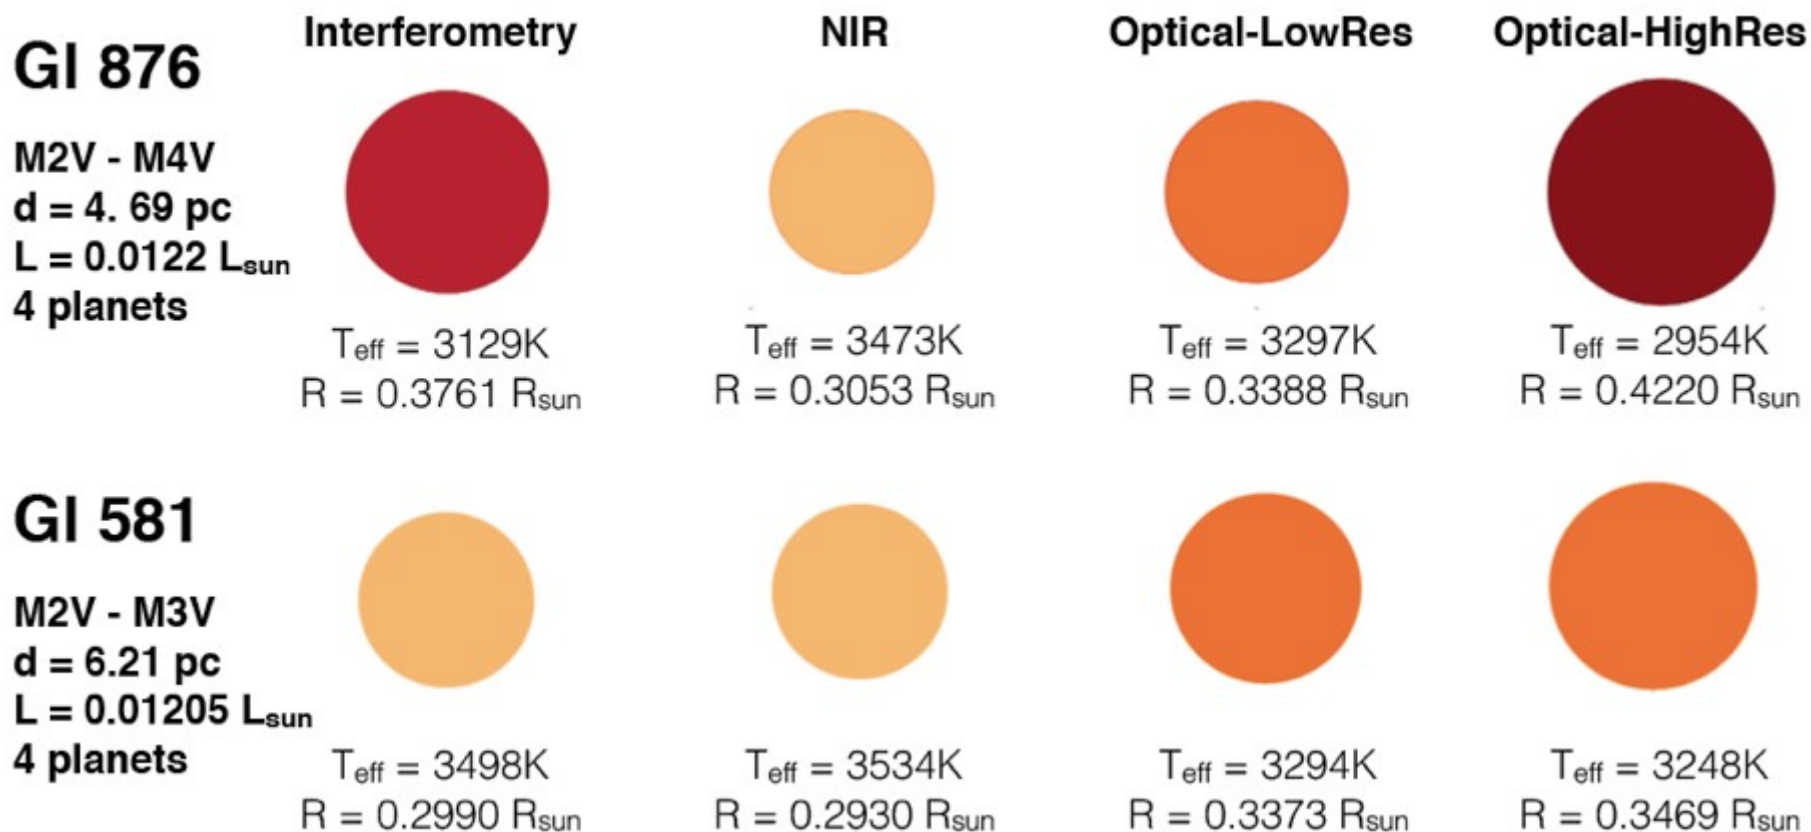 Interferometry NIR Optical-LowRes Optical-HighRes
Gl 876
M2V - M4V
d = 4. 69 pc
L = 0.0122 Lsun
4 planets
Teff = 3129K Teff = 3473K Teff = 3297K Teff = 2954K
R = 0.3761 Rsun R = 0.3053 Rsun R = 0.3388 Rsun R = 0.4220 Rsun
Gl 581
M2V - M3V
d = 6.21 pc
L = 0.01205 Lsun
4 planets
Teff = 3498K Teff = 3534K Teff = 3294K Teff = 3248K
R = 0.2990 Rsun R = 0.2930 Rsun R = 0.3373 Rsun R = 0.3469 Rsun